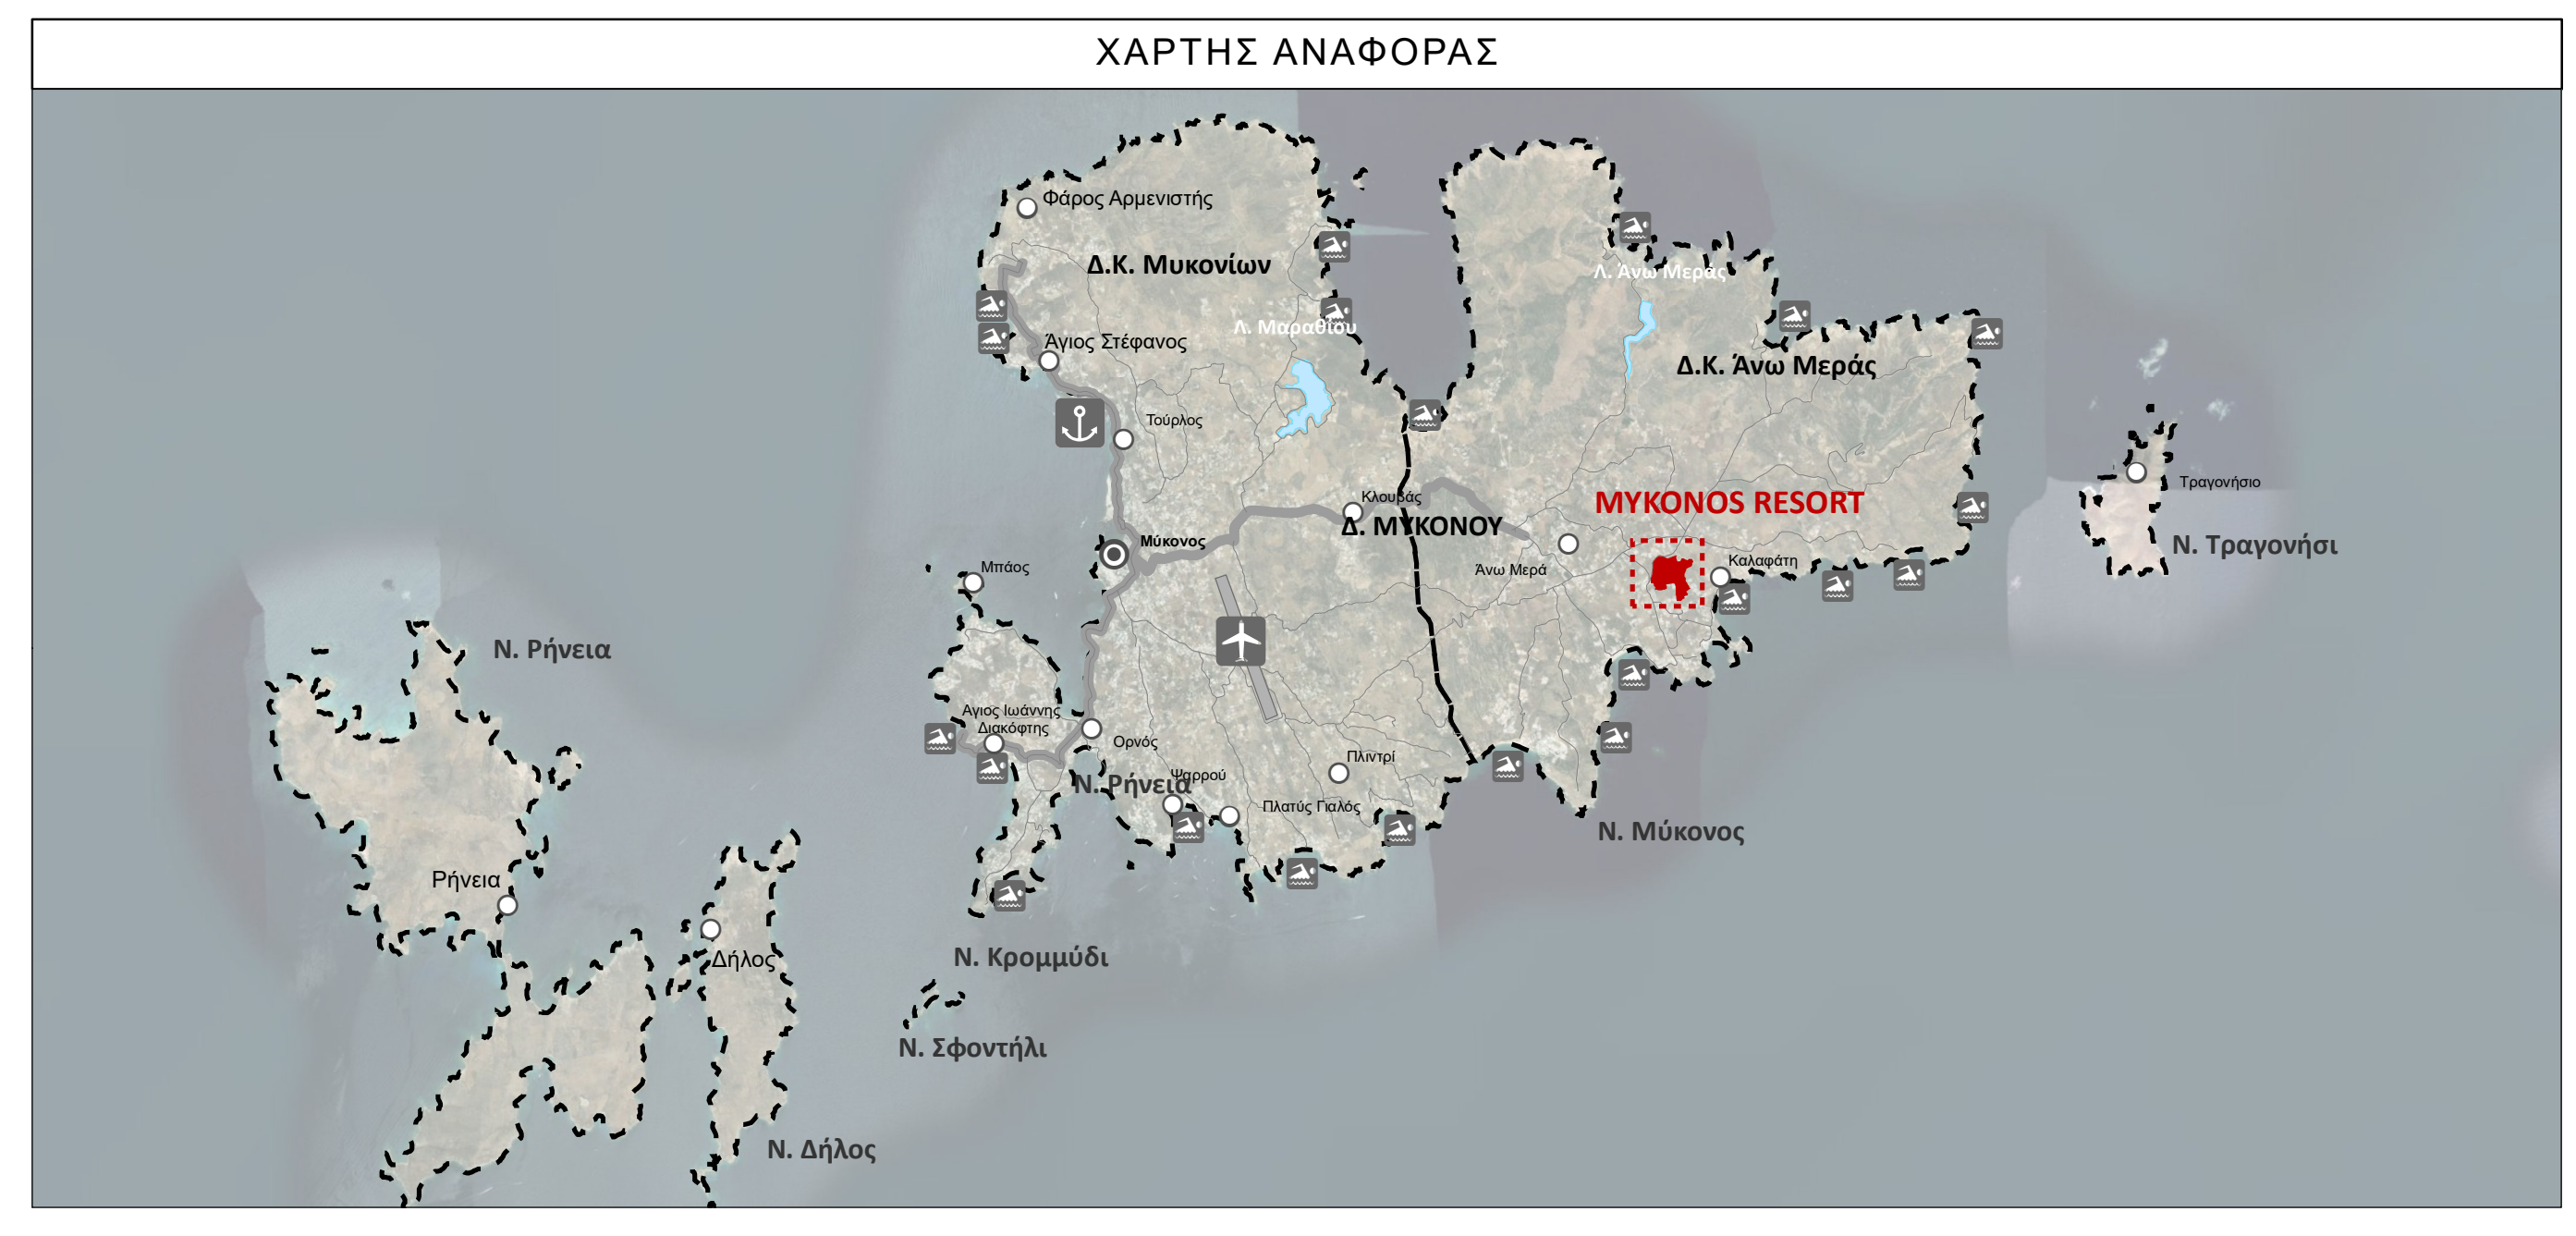 ΧΑΡΤΗΣ ΑΝΑΦΟΡΑΣ
Φάρος Αρμενιστής
Δ.Κ. Μυκονίων
Λ. Άνω Μεράς
Λ. Μαραθίου
Άγιος Στέφανος
Δ.Κ. Άνω Μεράς
Τούρλος
Τραγονήσιο
Κλουβάς
MYKONOS RESORT
Δ. ΜΥΚΟΝΟΥ
Μύκονος
Ν. Τραγονήσι
Μπάος
Άνω Μερά
Καλαφάτη
Ν. Ρήνεια
Αγιος Ιωάννης
Διακόφτης
Ορνός
Πλιντρί
Ψαρρού
Ν. Ρήνεια
Πλατύς Γιαλός
Ν. Μύκονος
Ρήνεια
Δήλος
Ν. Κρομμύδι
Ν. Σφοντήλι
Ν. Δήλος